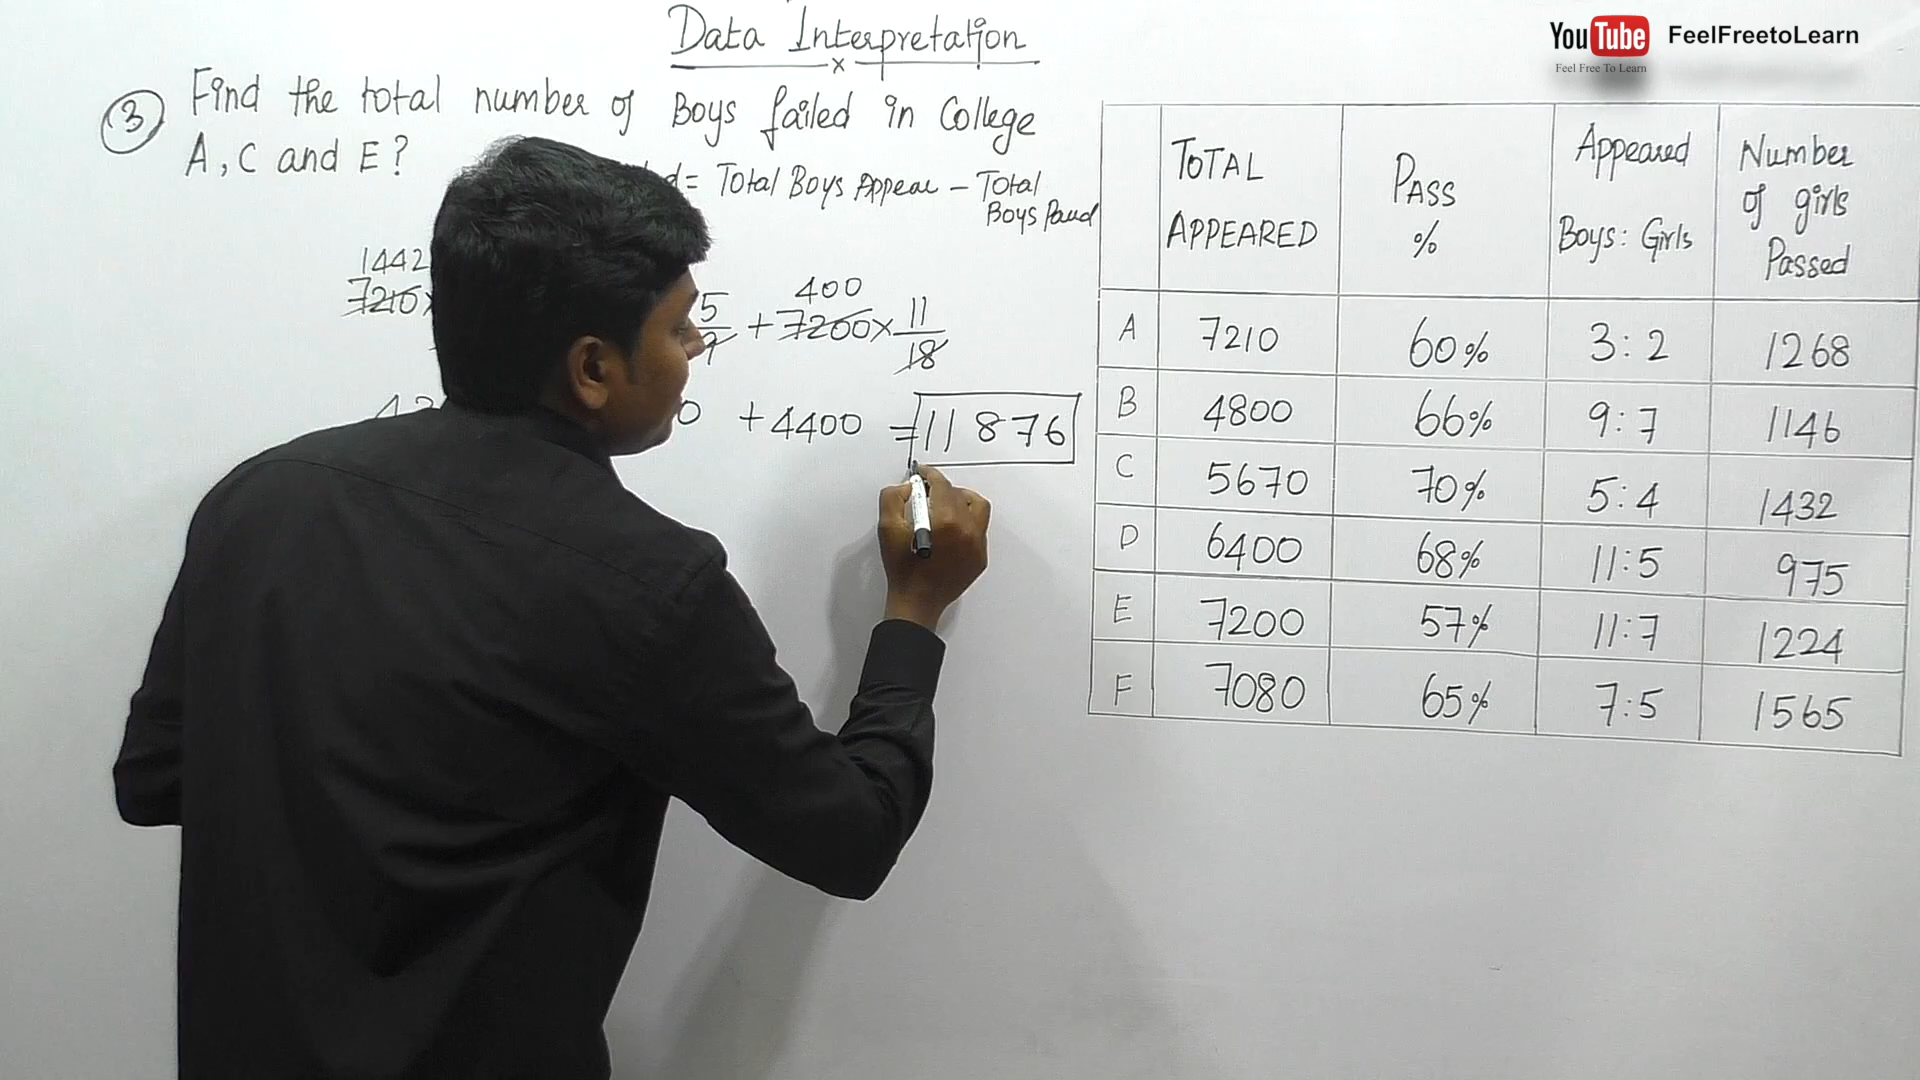 Data Interpretation
x
3 Find the total number of Boys failed in College
A, C and E?
= Total Boys Appear – Total
Boys Passed
1442
7210 x
5 + 400 7200 x 11
9 18
+ 4400 = 11876
YouTube FeelFreetoLearn
Feel Free To Learn
TOTAL APPEARED PASS % Appeared Boys: Girls Number of girls Passed
A 7210 60% 3:2 1268
B 4800 66% 9:7 1146
C 5670 70% 5:4 1432
D 6400 68% 11:5 975
E 7200 57% 11:7 1224
F 7080 65% 7:5 1565